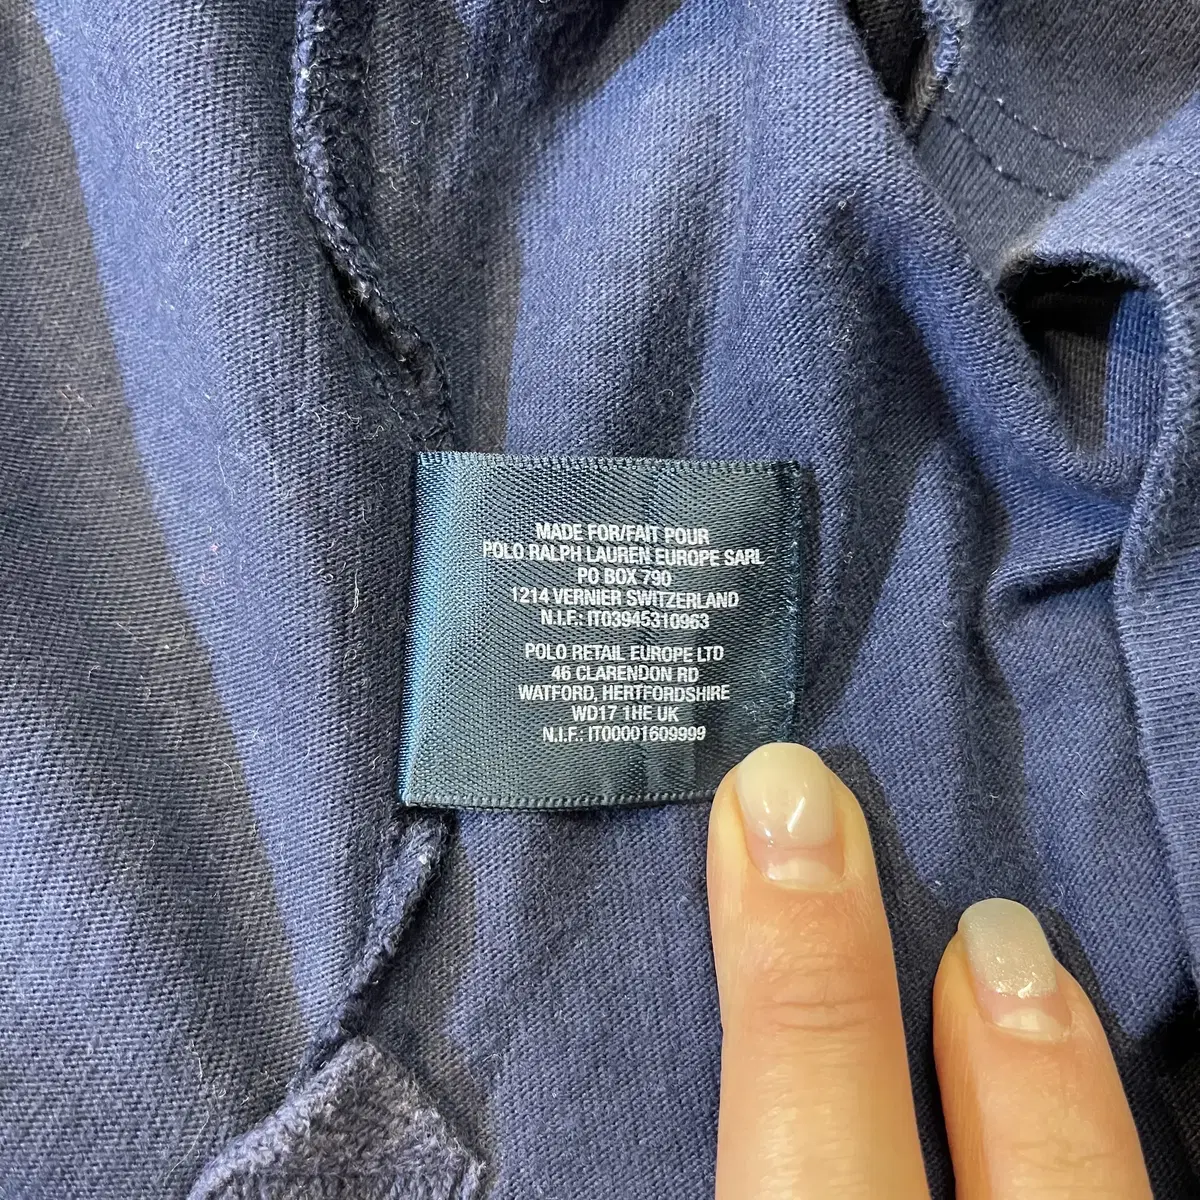 MADE FOR/FAIT POUR
POLO RALPH LAUREN EUROPE SARL
PO BOX 790
1214 VERNIER SWITZERLAND
N.I.F.: IT03945310963
POLO RETAIL EUROPE LTD
46 CLARENDON RD
WATFORD, HERTFORDSHIRE
WD17 1HE UK
N.I.F.: IT00001609999